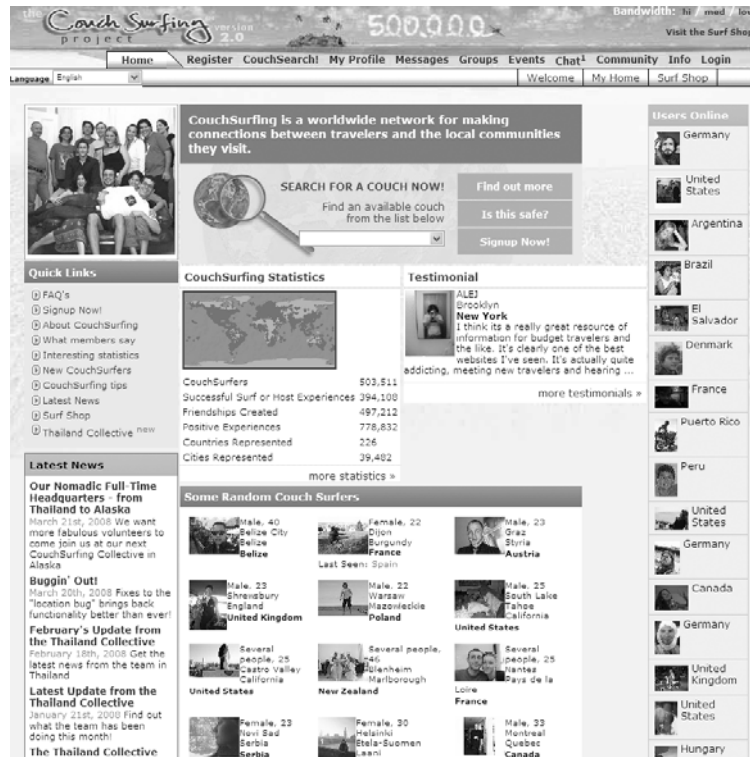 the Couch Surfing
project version 2.0
500,000
Bandwidth: hi / med / lo
Visit the Surf Shop
Home Register CouchSearch! My Profile Messages Groups Events Chat1 Community Info Login
Language English
Welcome My Home Surf Shop
CouchSurfing is a worldwide network for making
connections between travelers and the local communities
they visit.
SEARCH FOR A COUCH NOW!
Find an available couch
from the list below
Find out more
Is this safe?
Signup Now!
Quick Links
FAQ's
Signup Now!
About CouchSurfing
What members say
Interesting statistics
New CouchSurfers
CouchSurfing tips
Latest News
Surf Shop
Thailand Collective new
Latest News
Our Nomadic Full-Time
Headquarters - from
Thailand to Alaska
March 21st, 2008 We want
more fabulous volunteers to
come join us at our next
CouchSurfing Collective in
Alaska
Buggin' Out!
March 20th, 2008 Fixes to the
"location bug" brings back
functionality better than ever!
February's Update from
the Thailand Collective
February 18th, 2008 Get the
latest news from the team in
Thailand
Latest Update from the
Thailand Collective
January 21st, 2008 Find out
what the team has been
doing this month!
The Thailand Collective
CouchSurfing Statistics
CouchSurfers 503,511
Successful Surf or Host Experiences 394,108
Friendships Created 497,212
Positive Experiences 778,832
Countries Represented 226
Cities Represented 39,482
more statistics »
Testimonial
ALEJ
Brooklyn
New York
I think its a really great resource of
information for budget travelers and
the like. It's clearly one of the best
websites I've seen. It's actually quite
addicting, meeting new travelers and hearing ...
more testimonials »
Some Random Couch Surfers
Male, 40
Belize City
Belize
Belize
Female, 22
Dijon
Burgundy
France
Last Seen: Spain
Male, 23
Graz
Styria
Austria
Male, 23
Shrewsbury
England
United Kingdom
Male, 22
Warsaw
Mazowieckie
Poland
Male, 25
South Lake
Tahoe
California
United States
Several
people, 25
Castro Valley
California
United States
Several people,
46
Blenheim
Marlborough
New Zealand
Several
people, 25
Nantes
Pays de la
Loire
France
Female, 23
Novi Sad
Serbia
Serbia
Female, 30
Helsinki
Etela-Suomen
Laani
Male, 33
Montreal
Quebec
Canada
Users Online
Germany
United
States
Argentina
Brazil
El
Salvador
Denmark
France
Puerto Rico
Peru
United
States
Germany
Canada
Germany
United
Kingdom
United
States
Hungary